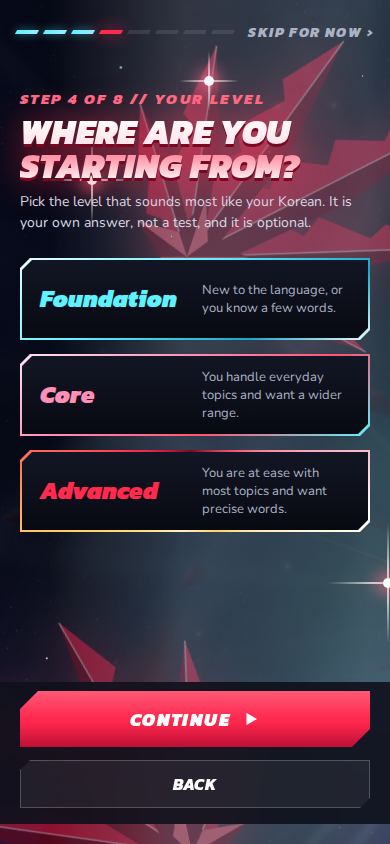 SKIP FOR NOW >
STEP 4 OF 8 // YOUR LEVEL
WHERE ARE YOU
STARTING FROM?
Pick the level that sounds most like your Korean. It is
your own answer, not a test, and it is optional.
Foundation
New to the language, or
you know a few words.
Core
You handle everyday
topics and want a wider
range.
Advanced
You are at ease with
most topics and want
precise words.
CONTINUE ▶
BACK